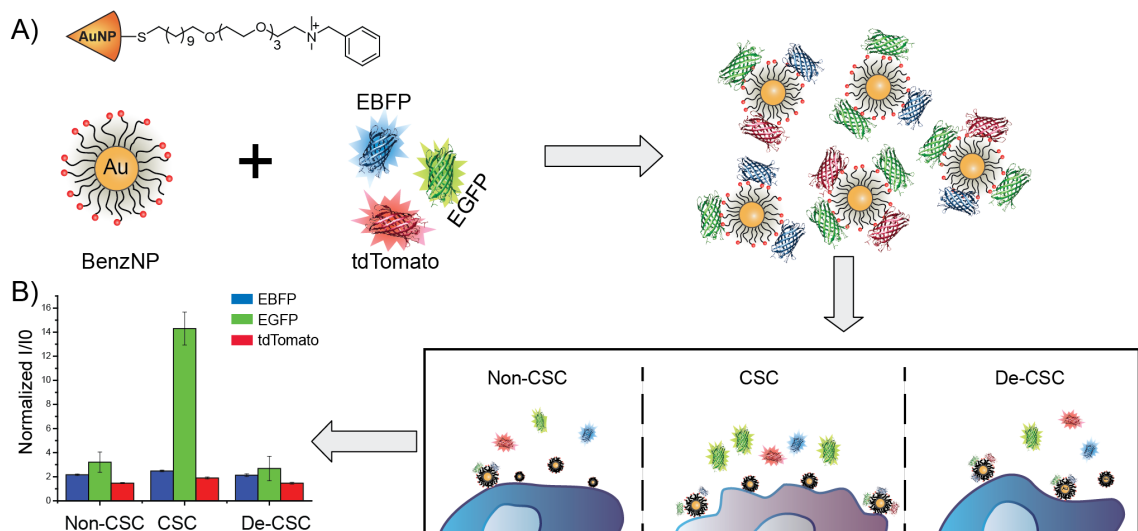 A)
AuNP
S
9
O
O
3
N
+
EBFP
Au
+
EGFP
BenzNP
tdTomato
B)
EBFP
EGFP
tdTomato
16
14
12
10
8
6
4
2
0
Normalized I/I0
Non-CSC CSC De-CSC
Non-CSC
CSC
De-CSC